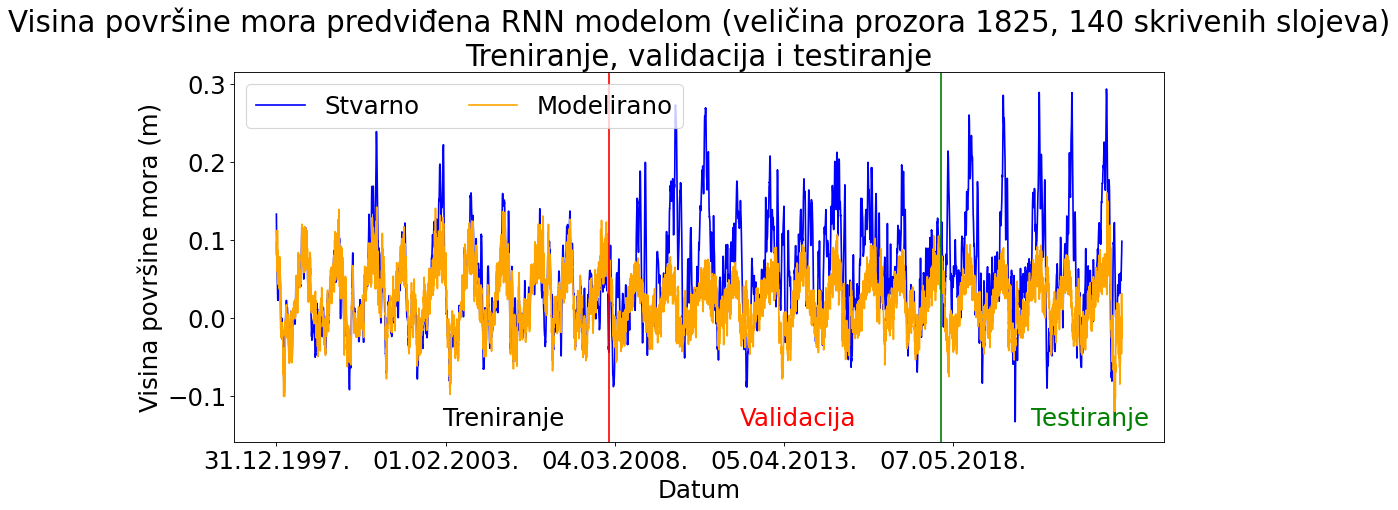 Visina površine mora predviđena RNN modelom (veličina prozora 1825, 140 skrivenih slojeva)
Treniranje, validacija i testiranje
Stvarno
Modelirano
Visina površine mora (m)
0.3
0.2
0.1
0.0
−0.1
Treniranje
Validacija
Testiranje
31.12.1997.
01.02.2003.
04.03.2008.
05.04.2013.
07.05.2018.
Datum